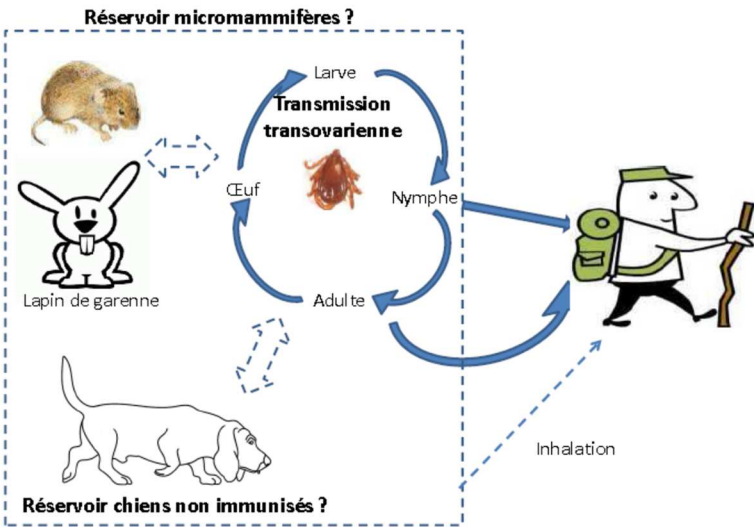 Réservoir micromammifères ?
Larve
Transmission
transovarienne
Œuf
Nymphe
Lapin de garenne
Adulte
Inhalation
Réservoir chiens non immunisés ?